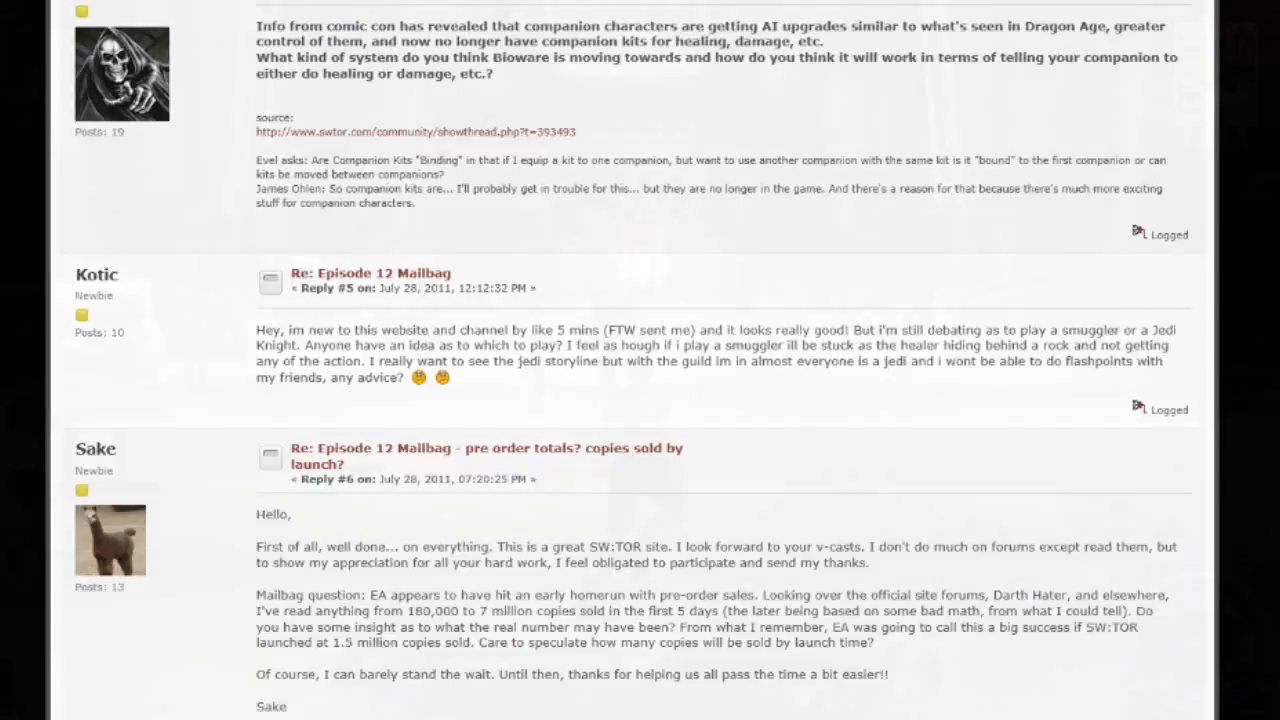 Info from comic con has revealed that companion characters are getting AI upgrades similar to what's seen in Dragon Age, greater
control of them, and now no longer have companion kits for healing, damage, etc.
What kind of system do you think Bioware is moving towards and how do you think it will work in terms of telling your companion to
either do healing or damage, etc.?
Posts: 19
source:
http://www.swtor.com/community/showthread.php?t=393493
Evel asks: Are Companion Kits "Binding" in that if I equip a kit to one companion, but want to use another companion with the same kit is it "bound" to the first companion or can
kits be moved between companions?
James Ohlen: So companion kits are... I'll probably get in trouble for this... but they are no longer in the game. And there's a reason for that because there's much more exciting
stuff for companion characters.
Logged
Kotic
Newbie
Posts: 10
Re: Episode 12 Mailbag
« Reply #5 on: July 28, 2011, 12:12:32 PM »
Hey, im new to this website and channel by like 5 mins (FTW sent me) and it looks really good! But i'm still debating as to play a smuggler or a Jedi
Knight. Anyone have an idea as to which to play? I feel as hough if i play a smuggler ill be stuck as the healer hiding behind a rock and not getting
any of the action. I really want to see the jedi storyline but with the guild im in almost everyone is a jedi and i wont be able to do flashpoints with
my friends, any advice?
Logged
Sake
Newbie
Posts: 13
Re: Episode 12 Mailbag - pre order totals? copies sold by
launch?
« Reply #6 on: July 28, 2011, 07:20:25 PM »
Hello,
First of all, well done... on everything. This is a great SW:TOR site. I look forward to your v-casts. I don't do much on forums except read them, but
to show my appreciation for all your hard work, I feel obligated to participate and send my thanks.
Mailbag question: EA appears to have hit an early homerun with pre-order sales. Looking over the official site forums, Darth Hater, and elsewhere,
I've read anything from 180,000 to 7 million copies sold in the first 5 days (the later being based on some bad math, from what I could tell). Do
you have some insight as to what the real number may have been? From what I remember, EA was going to call this a big success if SW:TOR
launched at 1.5 million copies sold. Care to speculate how many copies will be sold by launch time?
Of course, I can barely stand the wait. Until then, thanks for helping us all pass the time a bit easier!!
Sake